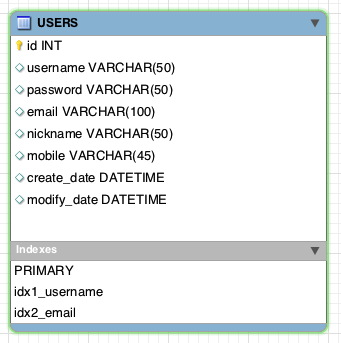 USERS
id INT
username VARCHAR(50)
password VARCHAR(50)
email VARCHAR(100)
nickname VARCHAR(50)
mobile VARCHAR(45)
create_date DATETIME
modify_date DATETIME
Indexes
PRIMARY
idx1_username
idx2_email